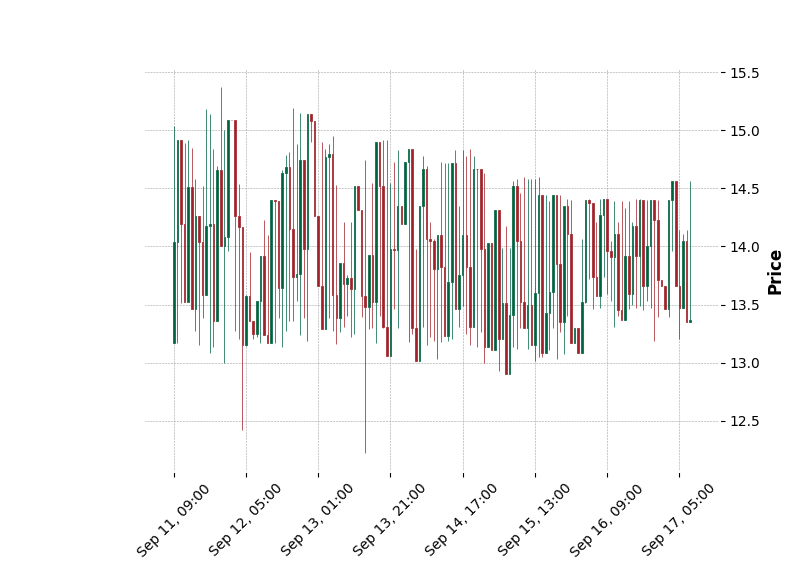 15.5
15.0
14.5
14.0
13.5
13.0
12.5
Price
Sep 11, 09:00
Sep 12, 05:00
Sep 13, 01:00
Sep 13, 21:00
Sep 14, 17:00
Sep 15, 13:00
Sep 16, 09:00
Sep 17, 05:00